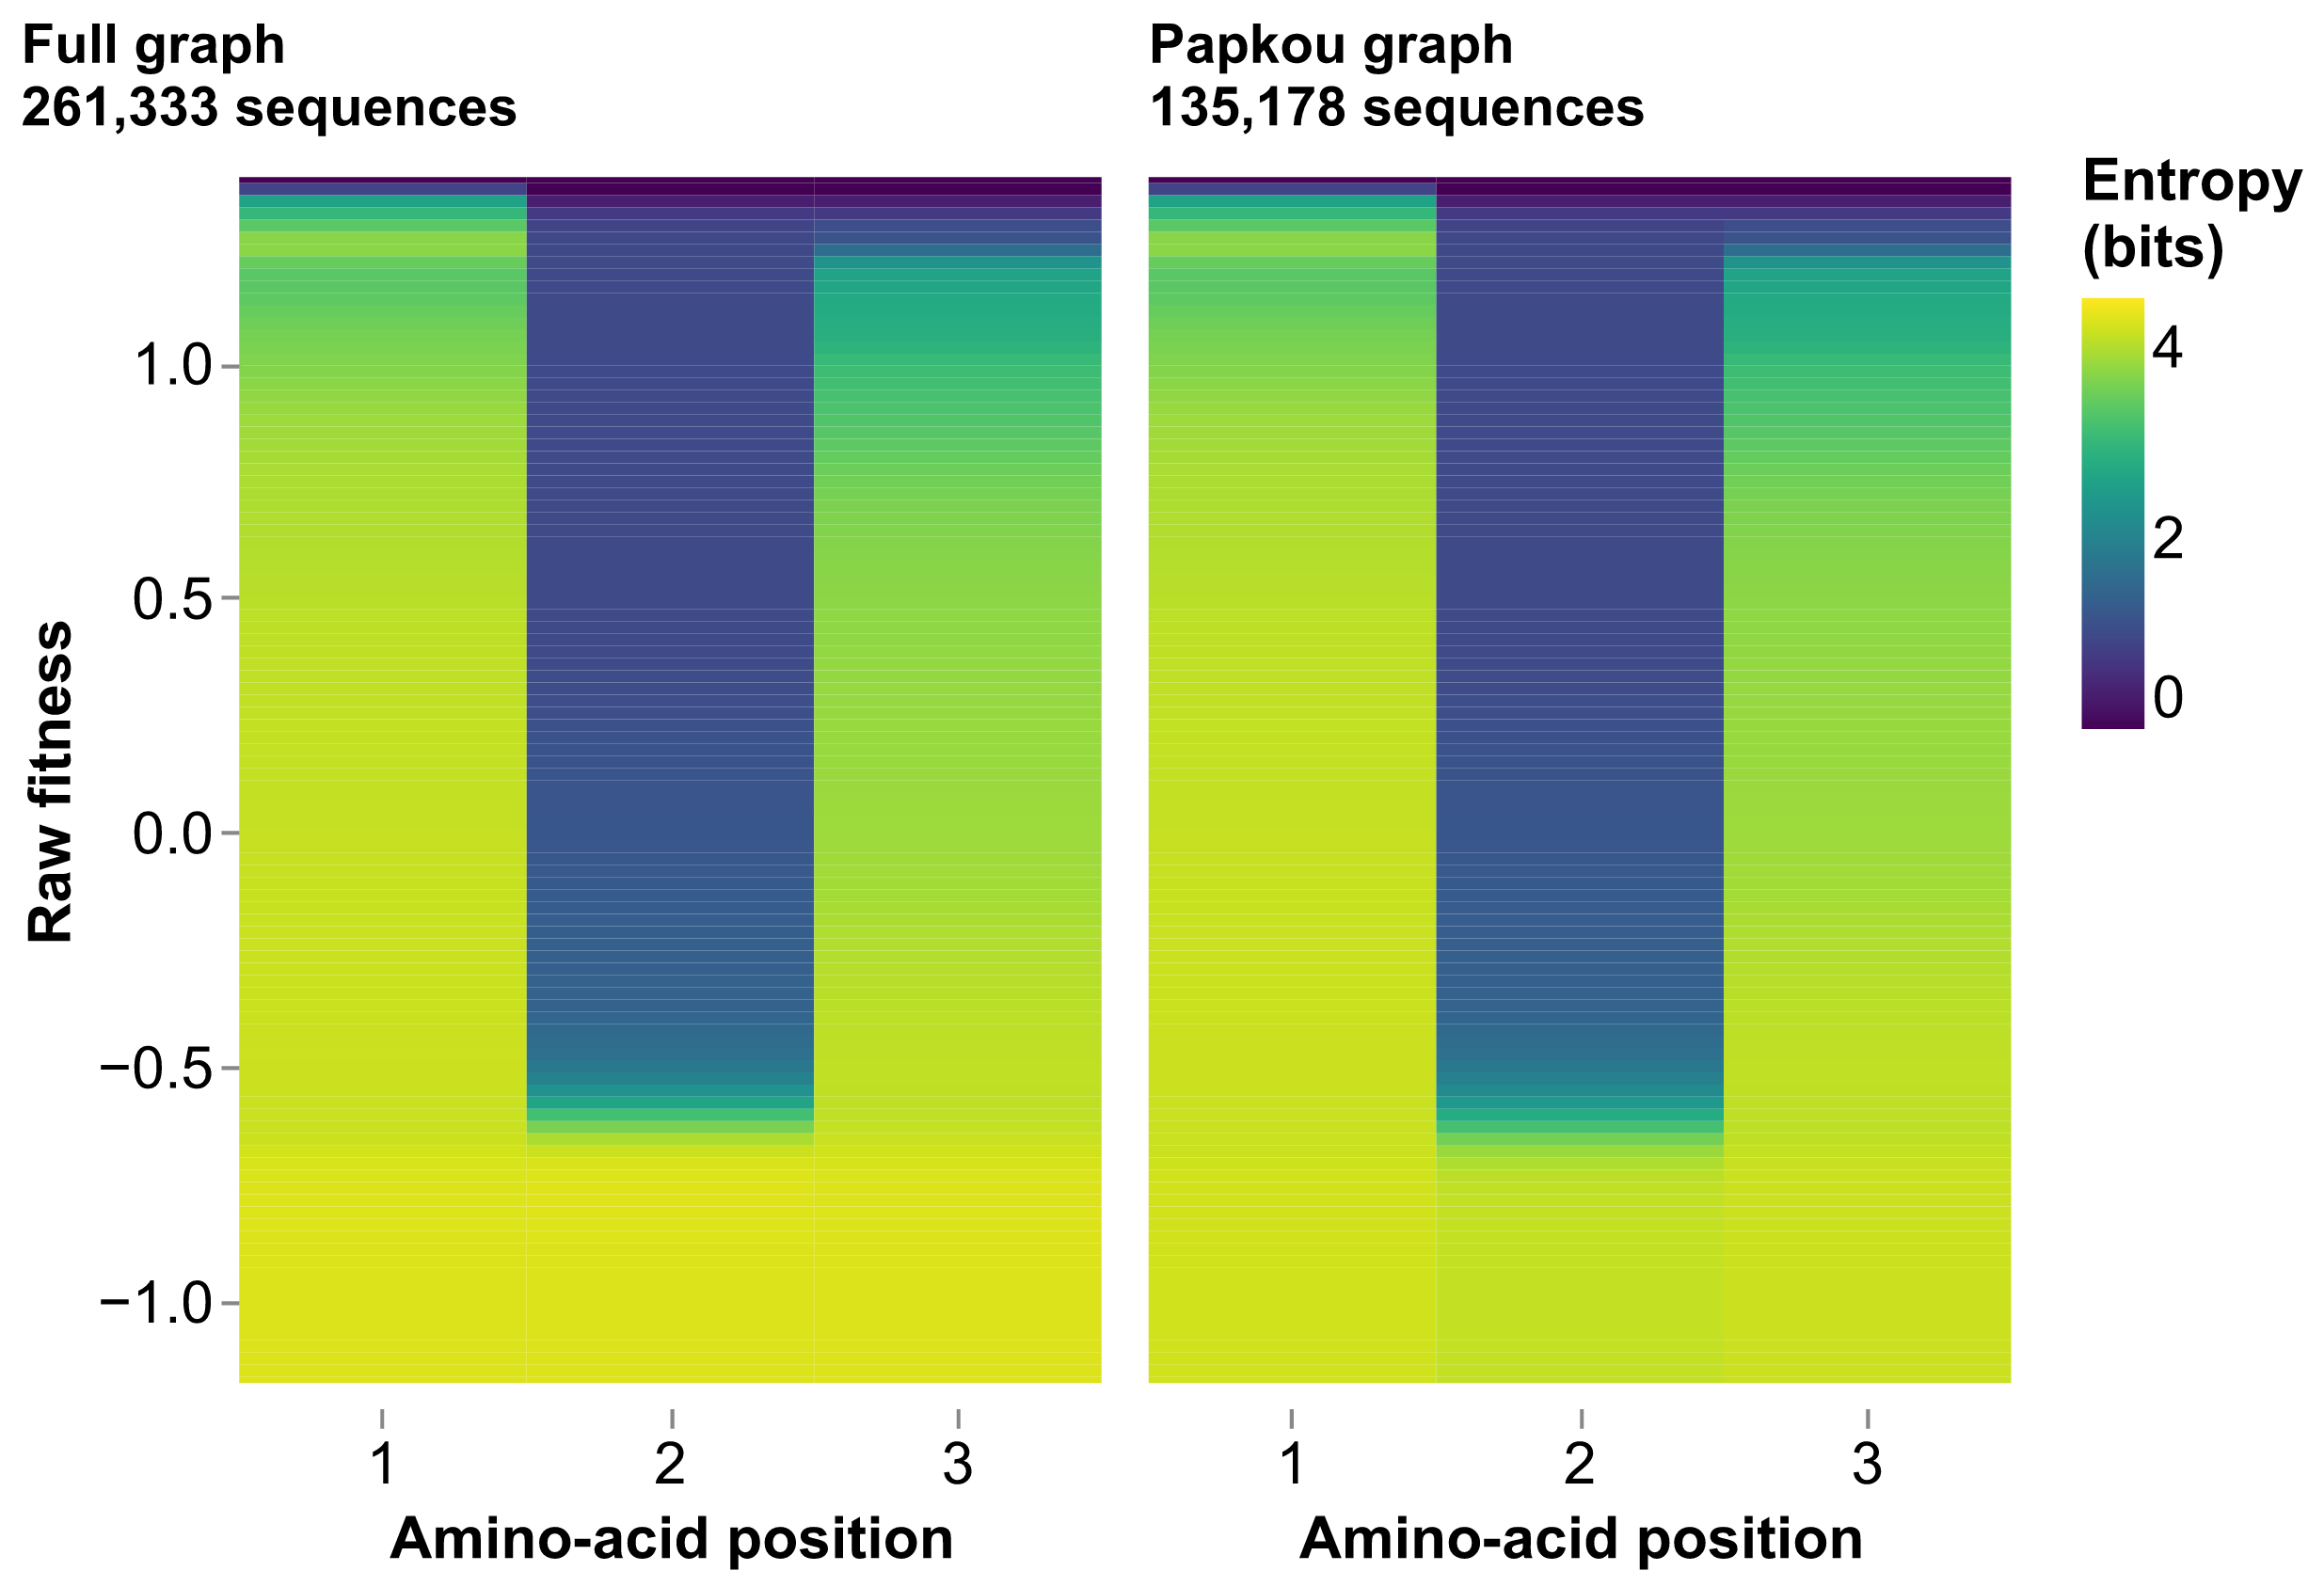 Full graph
261,333 sequences
Papkou graph
135,178 sequences
Entropy
(bits)
4
2
0
Raw fitness
1.0
0.5
0.0
−0.5
−1.0
1 2 3
Amino-acid position
1 2 3
Amino-acid position